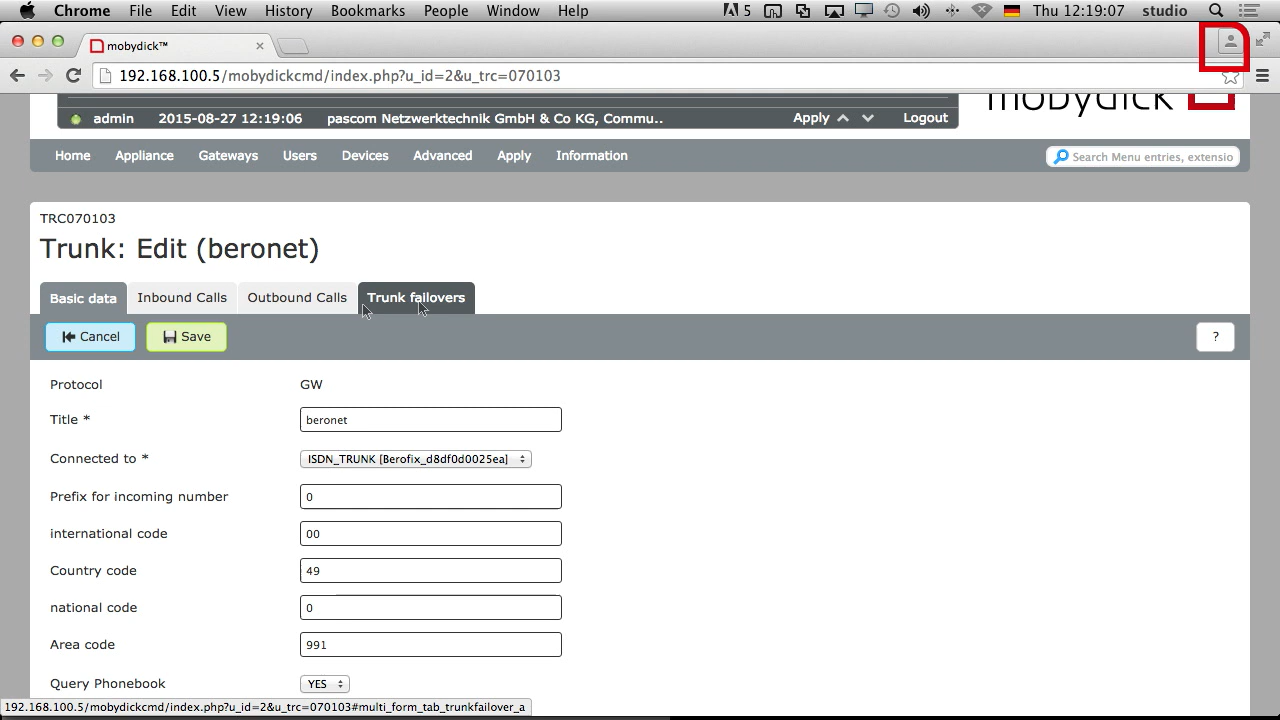 Chrome File Edit View History Bookmarks People Window Help 5 Thu 12:19:07 studio
mobydick™
192.168.100.5/mobydickcmd/index.php?u_id=2&u_trc=070103
mobydick
admin 2015-08-27 12:19:06 pascom Netzwerktechnik GmbH & Co KG, Commu.. Apply Logout
Home Appliance Gateways Users Devices Advanced Apply Information Search Menu entries, extensio
TRC070103
Trunk: Edit (beronet)
Basic data Inbound Calls Outbound Calls Trunk failovers
Cancel Save ?
Protocol GW
Title * beronet
Connected to * ISDN_TRUNK [Berofix_d8df0d0025ea]
Prefix for incoming number 0
international code 00
Country code 49
national code 0
Area code 991
Query Phonebook YES
192.168.100.5/mobydickcmd/index.php?u_id=2&u_trc=070103#multi_form_tab_trunkfailover_a